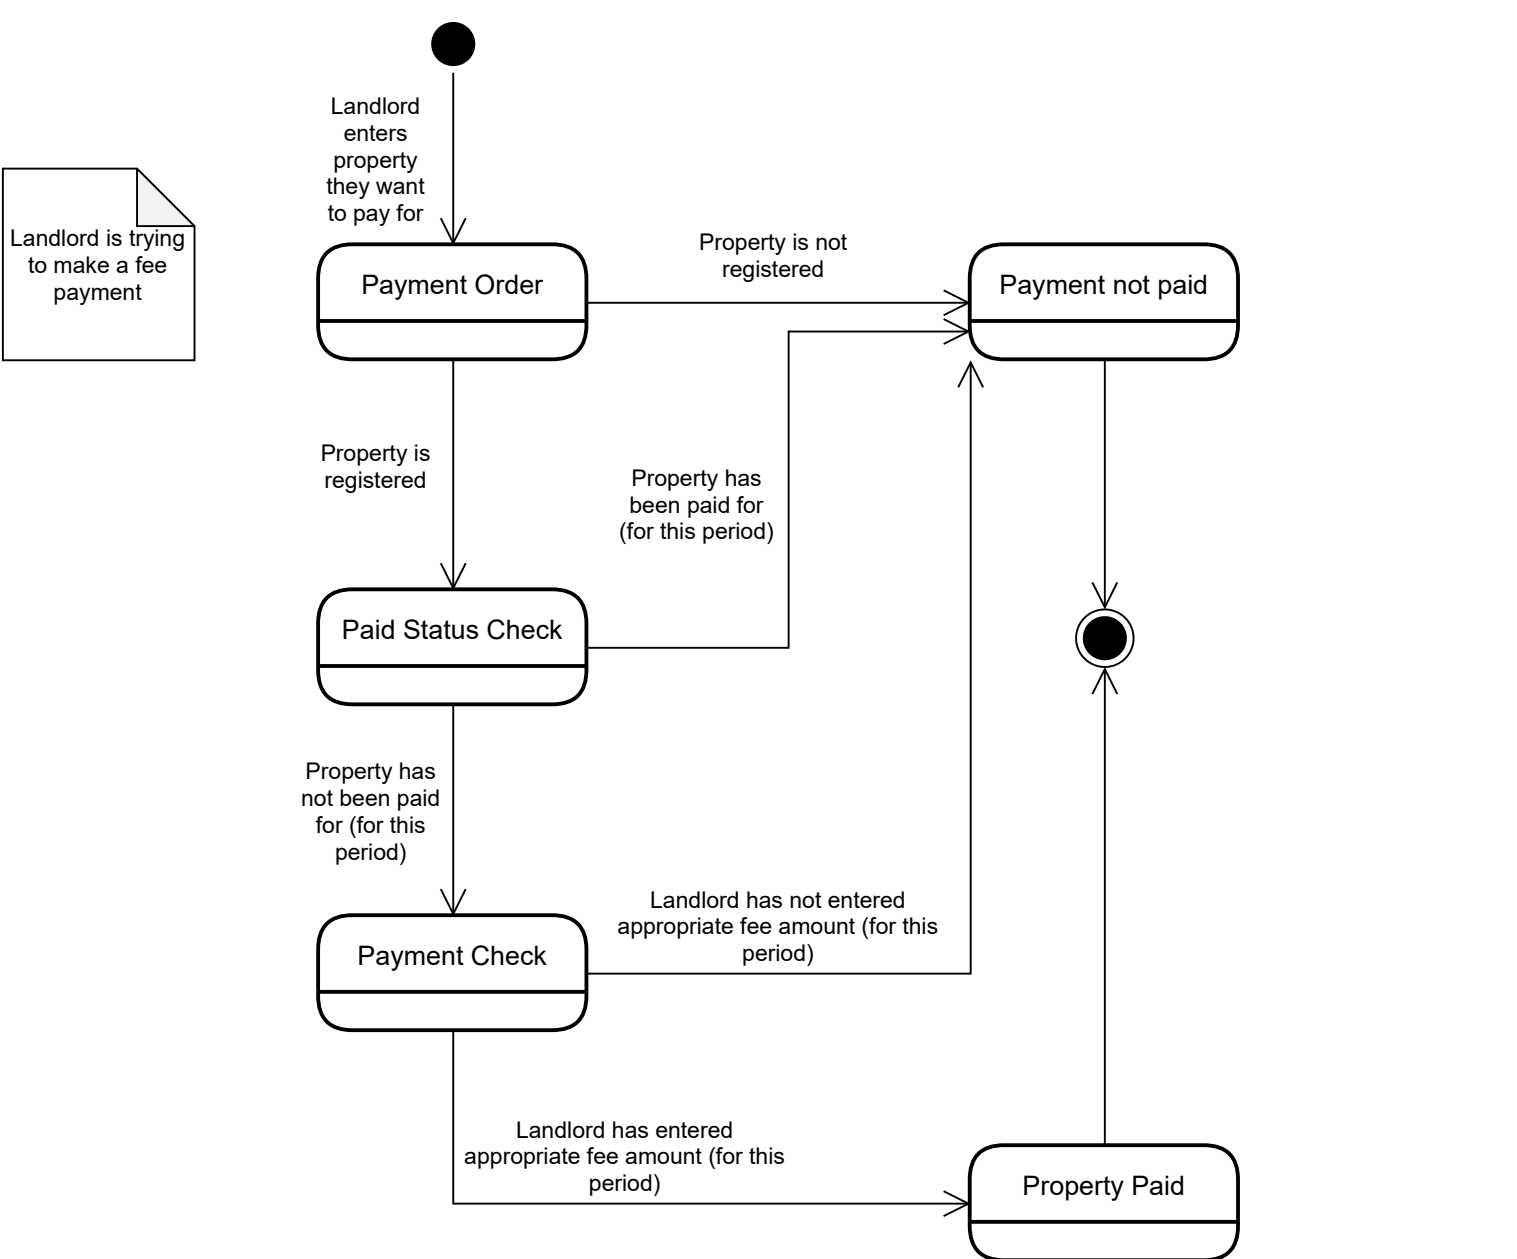 Landlord
enters
property
they want
to pay for
Landlord is trying
to make a fee
payment
Payment Order
Property is not
registered
Payment not paid
Property is
registered
Property has
been paid for
(for this period)
Paid Status Check
Property has
not been paid
for (for this
period)
Landlord has not entered
appropriate fee amount (for this
period)
Payment Check
Landlord has entered
appropriate fee amount (for this
period)
Property Paid